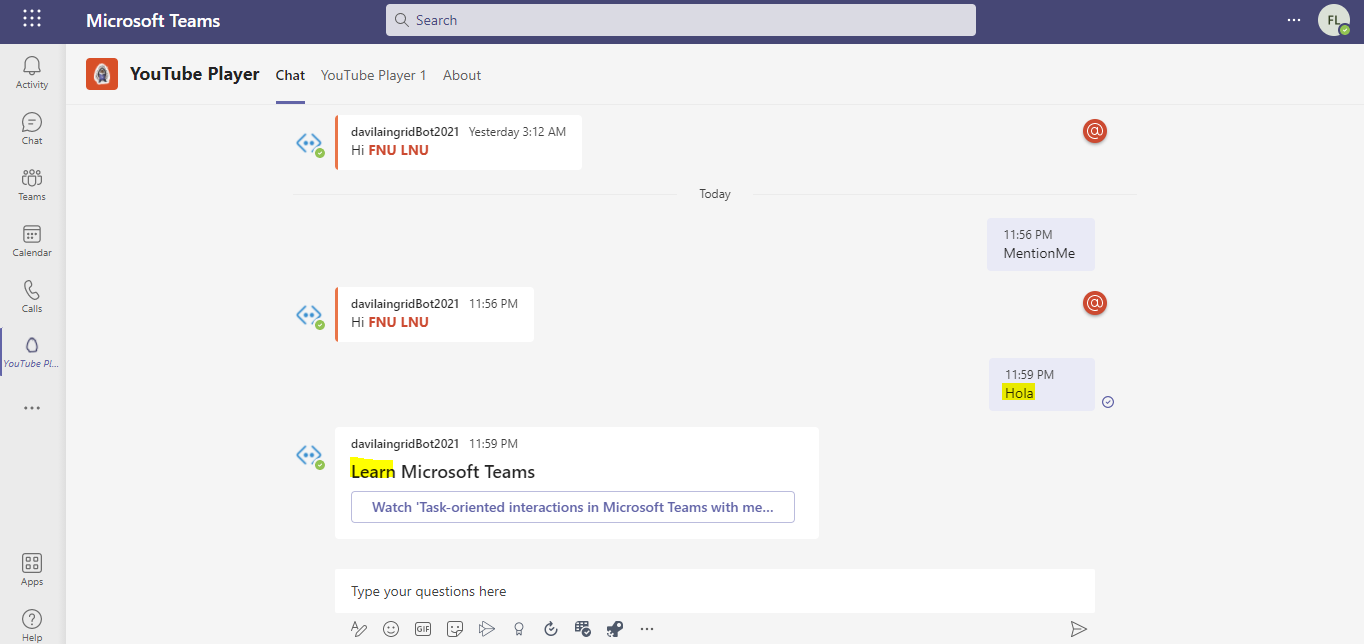 Microsoft Teams
Search
FL
Activity
Chat
Teams
Calendar
Calls
YouTube Pl...
Apps
Help
YouTube Player Chat YouTube Player 1 About
davilaingridBot2021 Yesterday 3:12 AM
Hi FNU LNU
@
Today
11:56 PM
MentionMe
davilaingridBot2021 11:56 PM
Hi FNU LNU
@
11:59 PM
Hola
davilaingridBot2021 11:59 PM
Learn Microsoft Teams
Watch 'Task-oriented interactions in Microsoft Teams with me...
Type your questions here
GIF